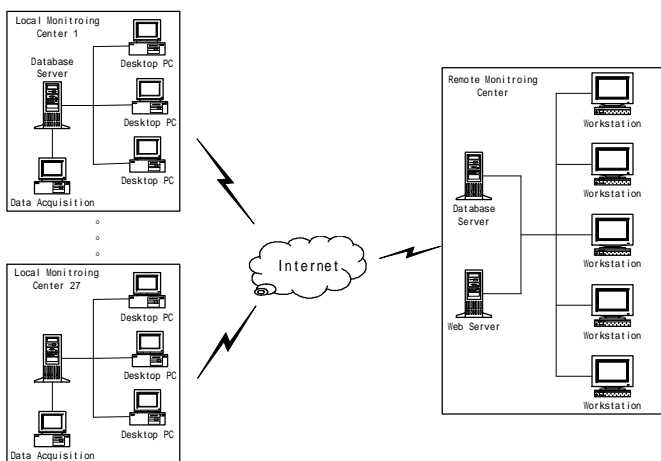 Local Monitroing
Center 1
Database
Server
Desktop PC
Desktop PC
Desktop PC
Data Acquisition
Local Monitroing
Center 27
Desktop PC
Desktop PC
Desktop PC
Data Acquisition
Internet
Remote Monitroing
Center
Database
Server
Web Server
Workstation
Workstation
Workstation
Workstation
Workstation